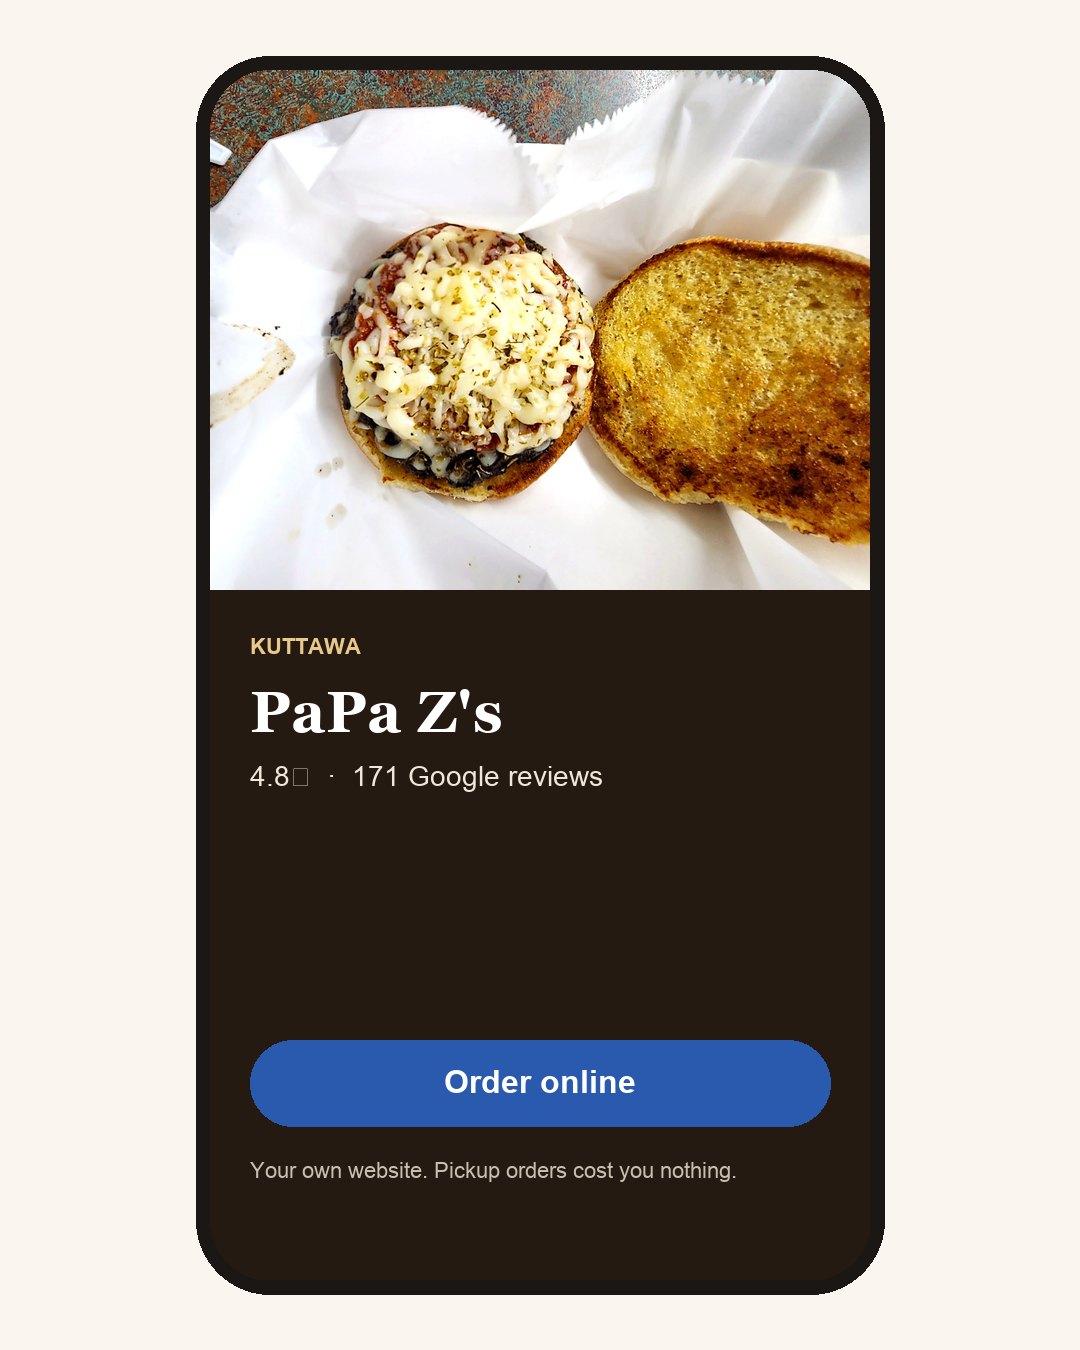 KUTTAWA
PaPa Z's
4.8□ · 171 Google reviews
Order online
Your own website. Pickup orders cost you nothing.